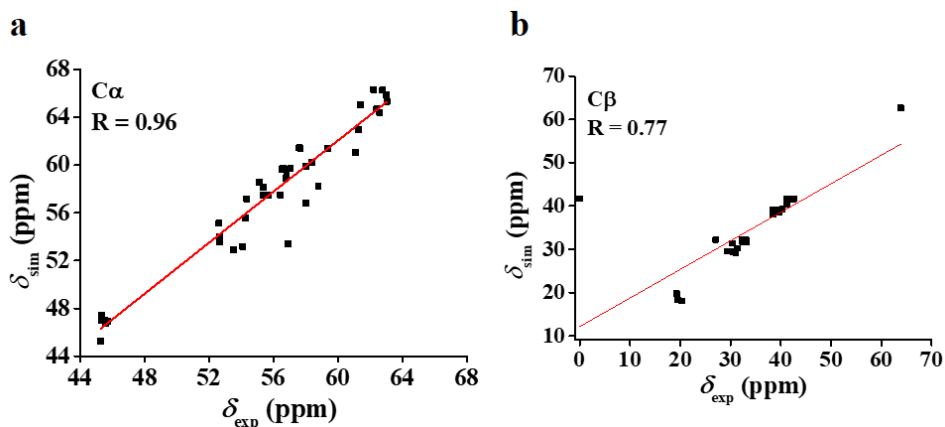 a
Cα
R = 0.96
68
64
60
56
52
48
44
44 48 52 56 60 64 68
δsim (ppm)
δexp (ppm)
b
Cβ
R = 0.77
70
60
50
40
30
20
10
0 10 20 30 40 50 60 70
δsim (ppm)
δexp (ppm)